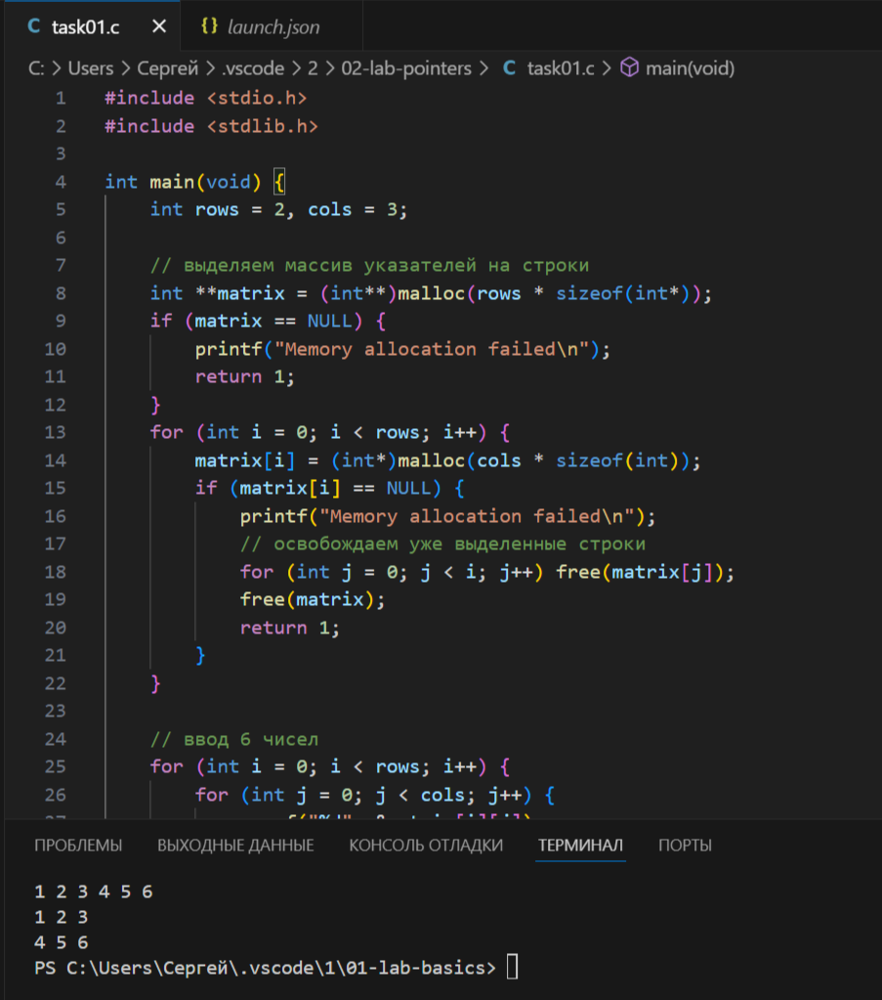 C task01.c × {} launch.json
C: > Users > Сергей > .vscode > 2 > 02-lab-pointers > C task01.c > main(void)
1 #include <stdio.h>
2 #include <stdlib.h>
3
4 int main(void) {
5     int rows = 2, cols = 3;
6
7     // выделяем массив указателей на строки
8     int **matrix = (int**)malloc(rows * sizeof(int*));
9     if (matrix == NULL) {
10         printf("Memory allocation failed\n");
11         return 1;
12     }
13     for (int i = 0; i < rows; i++) {
14         matrix[i] = (int*)malloc(cols * sizeof(int));
15         if (matrix[i] == NULL) {
16             printf("Memory allocation failed\n");
17             // освобождаем уже выделенные строки
18             for (int j = 0; j < i; j++) free(matrix[j]);
19             free(matrix);
20             return 1;
21         }
22     }
23
24     // ввод 6 чисел
25     for (int i = 0; i < rows; i++) {
26         for (int j = 0; j < cols; j++) {
ПРОБЛЕМЫ ВЫХОДНЫЕ ДАННЫЕ КОНСОЛЬ ОТЛАДКИ ТЕРМИНАЛ ПОРТЫ
1 2 3 4 5 6
1 2 3
4 5 6
PS C:\Users\Сергей\.vscode\1\01-lab-basics>